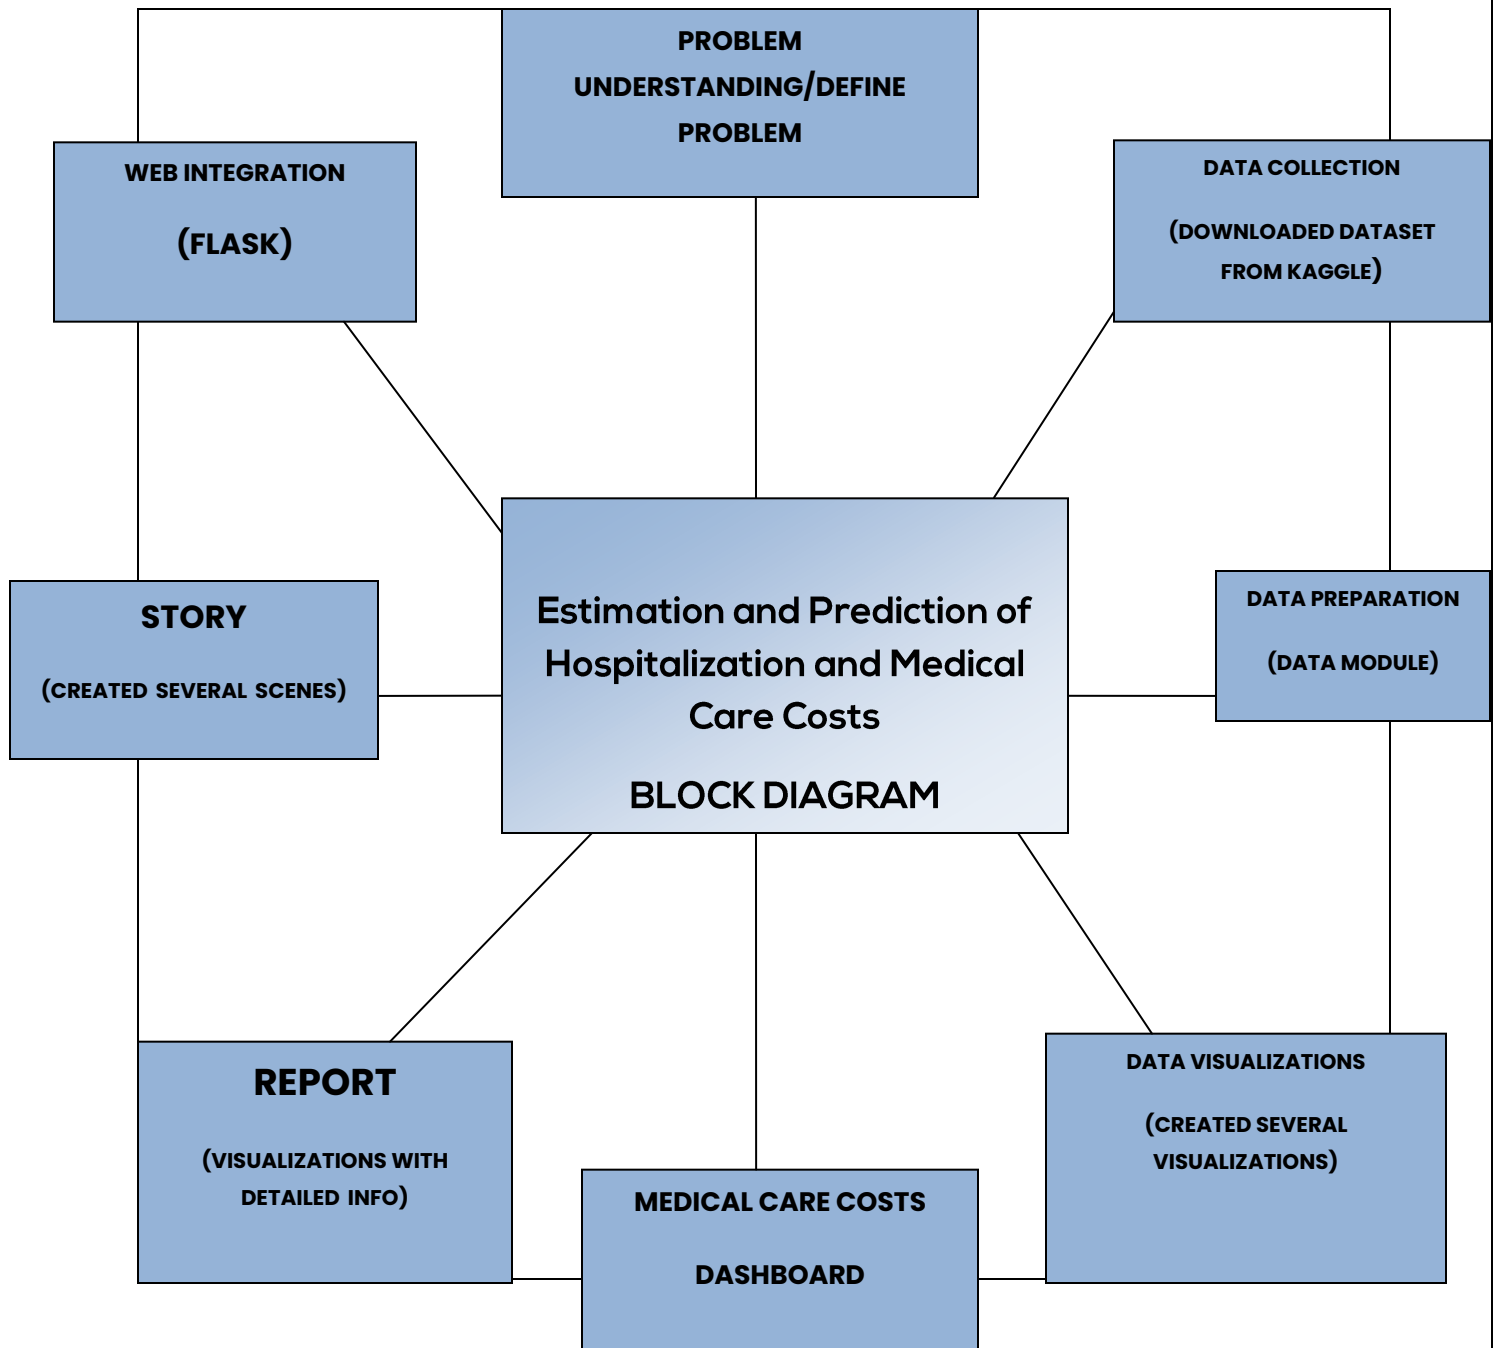 PROBLEM
UNDERSTANDING/DEFINE
PROBLEM
WEB INTEGRATION
(FLASK)
DATA COLLECTION
(DOWNLOADED DATASET
FROM KAGGLE)
Estimation and Prediction of
Hospitalization and Medical
Care Costs
BLOCK DIAGRAM
STORY
(CREATED SEVERAL SCENES)
DATA PREPARATION
(DATA MODULE)
REPORT
(VISUALIZATIONS WITH
DETAILED INFO)
MEDICAL CARE COSTS
DASHBOARD
DATA VISUALIZATIONS
(CREATED SEVERAL
VISUALIZATIONS)